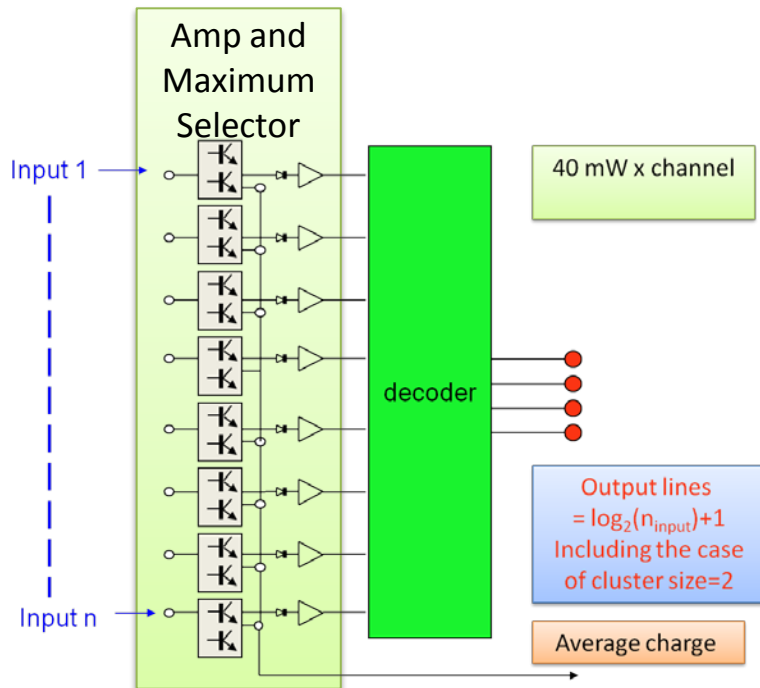 Amp and
Maximum
Selector
Input 1
40 mW x channel
decoder
Output lines
= log₂(n_input)+1
Including the case
of cluster size=2
Input n
Average charge